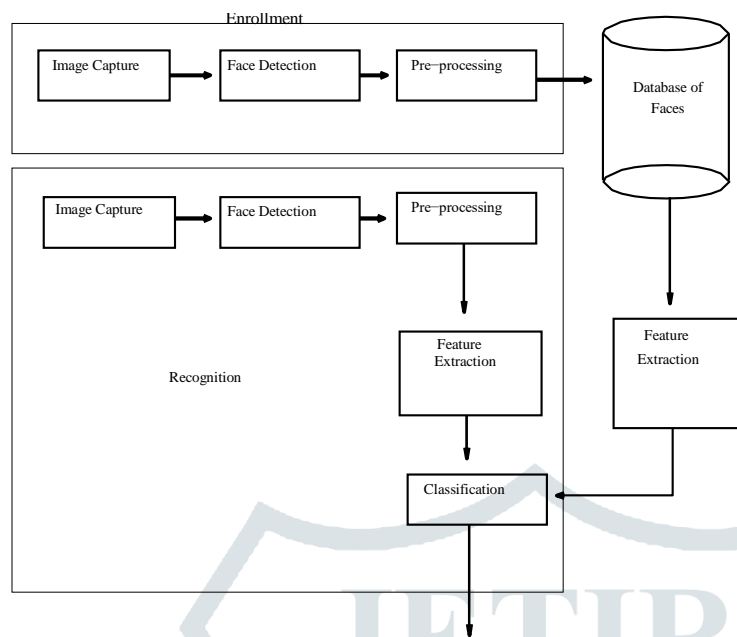 Enrollment
Image Capture
Face Detection
Pre-processing
Database of
Faces
Image Capture
Face Detection
Pre-processing
Feature
Extraction
Feature
Extraction
Recognition
Classification